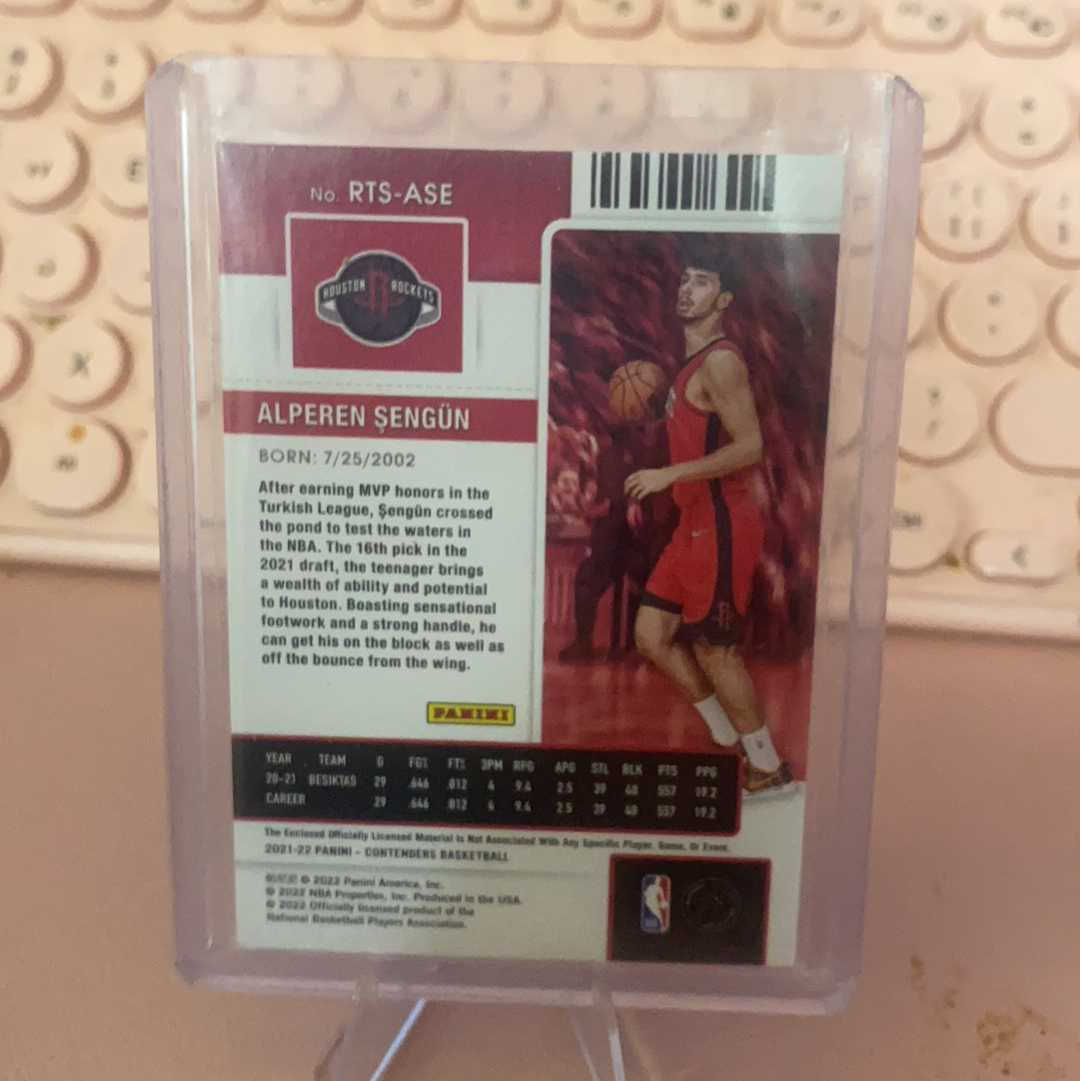 No. RTS-ASE
HOUSTON ROCKETS
ALPEREN ŞENGÜN
BORN: 7/25/2002
After earning MVP honors in the
Turkish League, Şengün crossed
the pond to test the waters in
the NBA. The 16th pick in the
2021 draft, the teenager brings
a wealth of ability and potential
to Houston. Boasting sensational
footwork and a strong handle, he
can get his on the block as well as
off the bounce from the wing.
PANINI
YEAR TEAM G FG% FT% 3PM RPG APG STL BLK PTS PPG
20-21 BESIKTAS 29 .646 .812 4 9.4 2.5 39 48 557 19.2
CAREER 29 .646 .812 4 9.4 2.5 39 48 557 19.2
The Enclosed Officially Licensed Material Is Not Associated With Any Specific Player, Game, Or Event.
2021-22 PANINI - CONTENDERS BASKETBALL
© 2022 Panini America, Inc.
© 2022 NBA Properties, Inc. Produced in the USA.
© 2022 Officially licensed product of the
National Basketball Players Association.
X